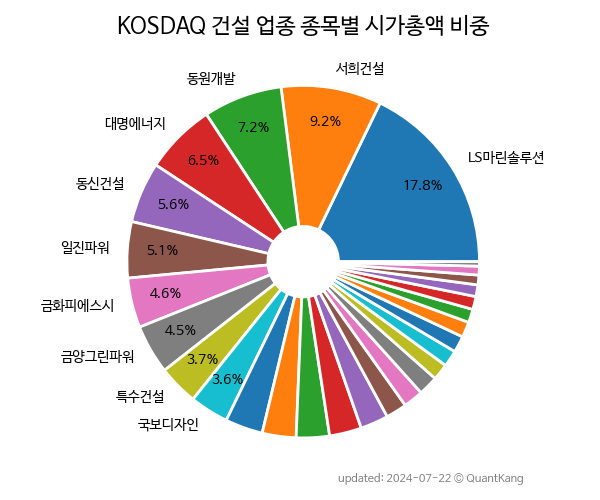 KOSDAQ 건설 업종 종목별 시가총액 비중
LS마린솔루션
17.8%
서희건설
9.2%
동원개발
7.2%
대명에너지
6.5%
동신건설
5.6%
일진파워
5.1%
금화피에스시
4.6%
금양그린파워
4.5%
특수건설
3.7%
국보디자인
3.6%
updated: 2024-07-22 © QuantKang